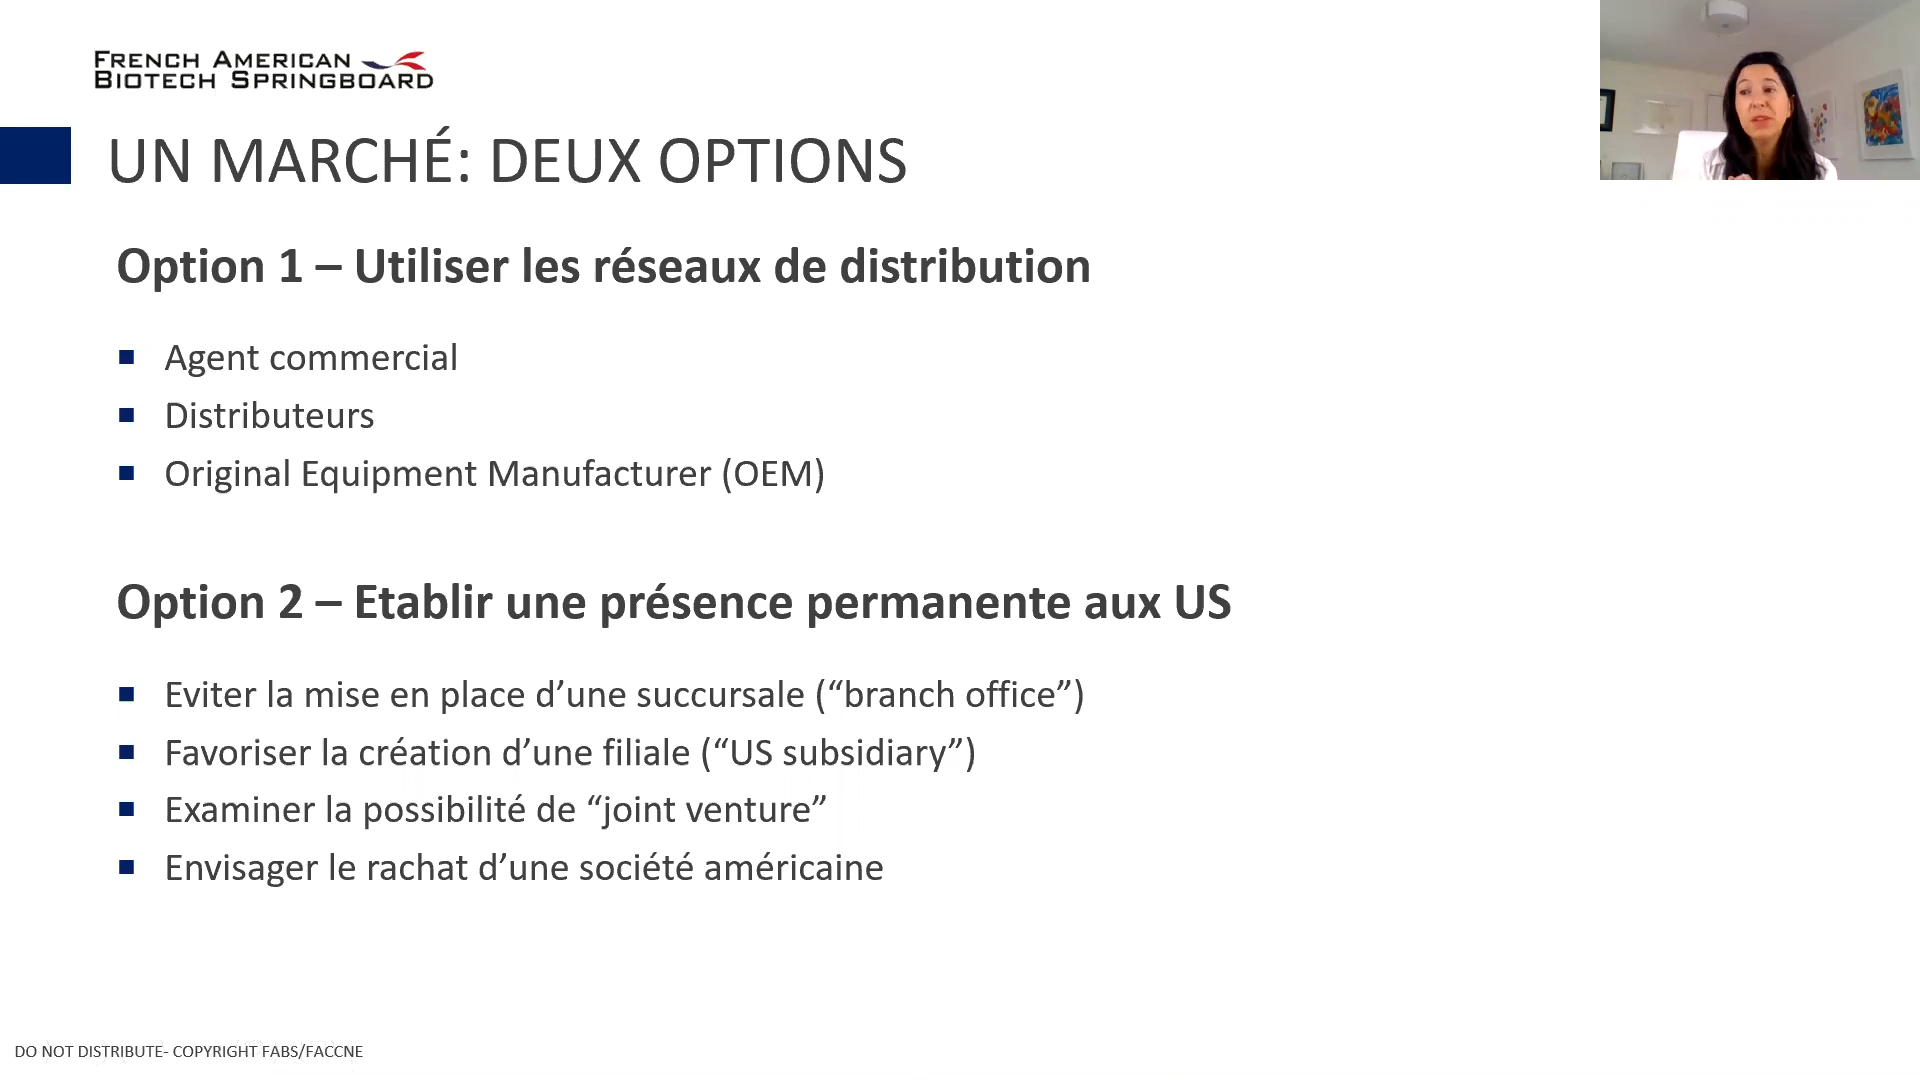 FRENCH AMERICAN
BIOTECH SPRINGBOARD
UN MARCHÉ: DEUX OPTIONS
Option 1 – Utiliser les réseaux de distribution
Agent commercial
Distributeurs
Original Equipment Manufacturer (OEM)
Option 2 – Etablir une présence permanente aux US
Eviter la mise en place d’une succursale (“branch office”)
Favoriser la création d’une filiale (“US subsidiary”)
Examiner la possibilité de “joint venture”
Envisager le rachat d’une société américaine
DO NOT DISTRIBUTE- COPYRIGHT FABS/FACCNE